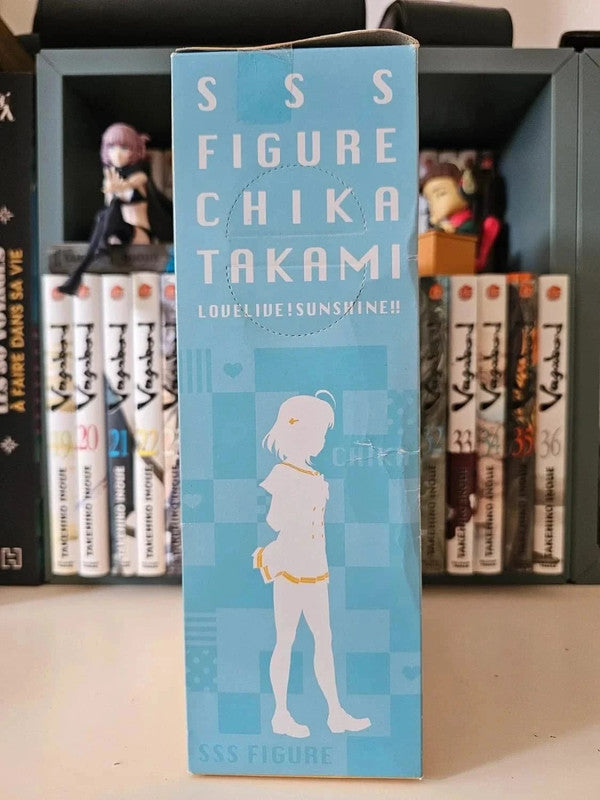 S S S
FIGURE
CHIKA
TAKAMI
LOVELIVE!SUNSHINE!!
CHIKA
SSS FIGURE
À FAIRE DANS SA VIE
19
Vagabond
TAKEHIKO INOUE
20
Vagabond
TAKEHIKO INOUE
21
Vagabond
TAKEHIKO INOUE
22
Vagabond
TAKEHIKO INOUE
32
33
Vagabond
TAKEHIKO INOUE
34
Vagabond
TAKEHIKO INOUE
35
Vagabond
TAKEHIKO INOUE
36
Vagabond
TAKEHIKO INOUE